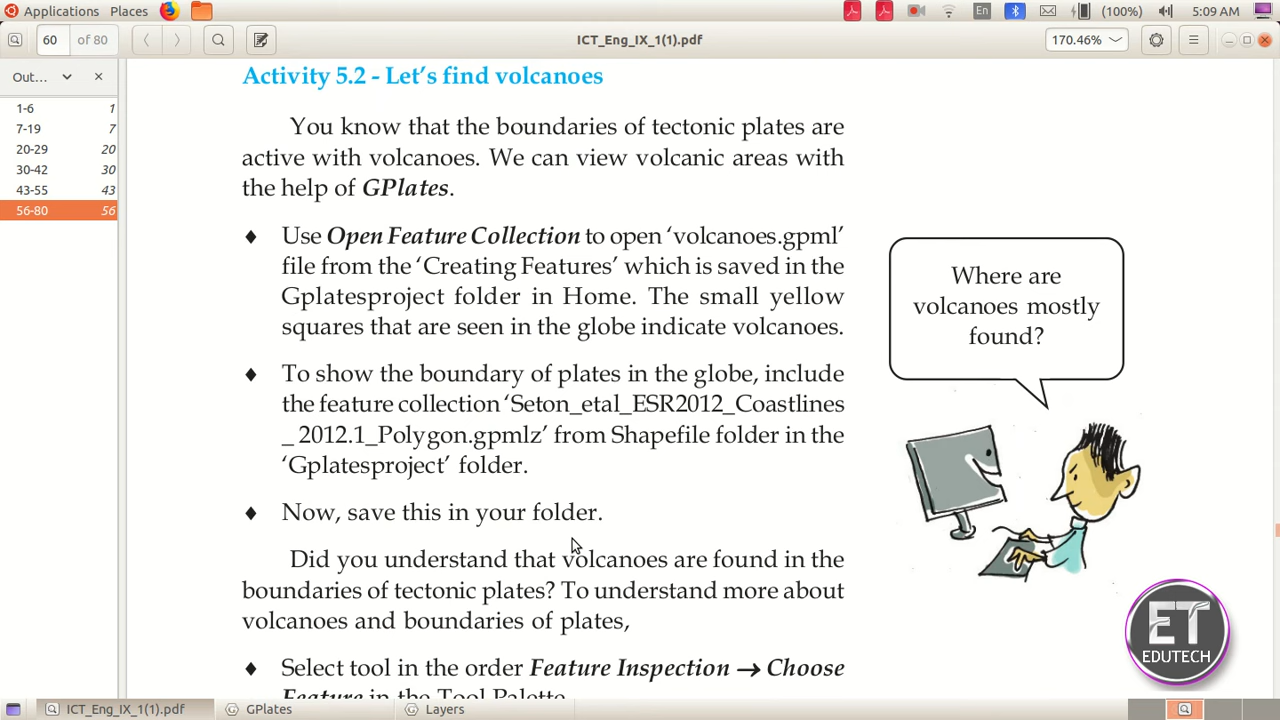 Applications Places En (100%) 5:09 AM
60 of 80 ICT_Eng_IX_1(1).pdf 170.46%
Out...
1-6 1
7-19 7
20-29 20
30-42 30
43-55 43
56-80 56
Activity 5.2 - Let’s find volcanoes
You know that the boundaries of tectonic plates are
active with volcanoes. We can view volcanic areas with
the help of GPlates.
♦ Use Open Feature Collection to open ‘volcanoes.gpml’
file from the ‘Creating Features’ which is saved in the
Gplatesproject folder in Home. The small yellow
squares that are seen in the globe indicate volcanoes.
♦ To show the boundary of plates in the globe, include
the feature collection ‘Seton_etal_ESR2012_Coastlines
_ 2012.1_Polygon.gpmlz’ from Shapefile folder in the
‘Gplatesproject’ folder.
♦ Now, save this in your folder.
Did you understand that volcanoes are found in the
boundaries of tectonic plates? To understand more about
volcanoes and boundaries of plates,
♦ Select tool in the order Feature Inspection → Choose
Feature in the Tool Palette
Where are
volcanoes mostly
found?
ET
EDUTECH
ICT_Eng_IX_1(1).pdf GPlates Layers